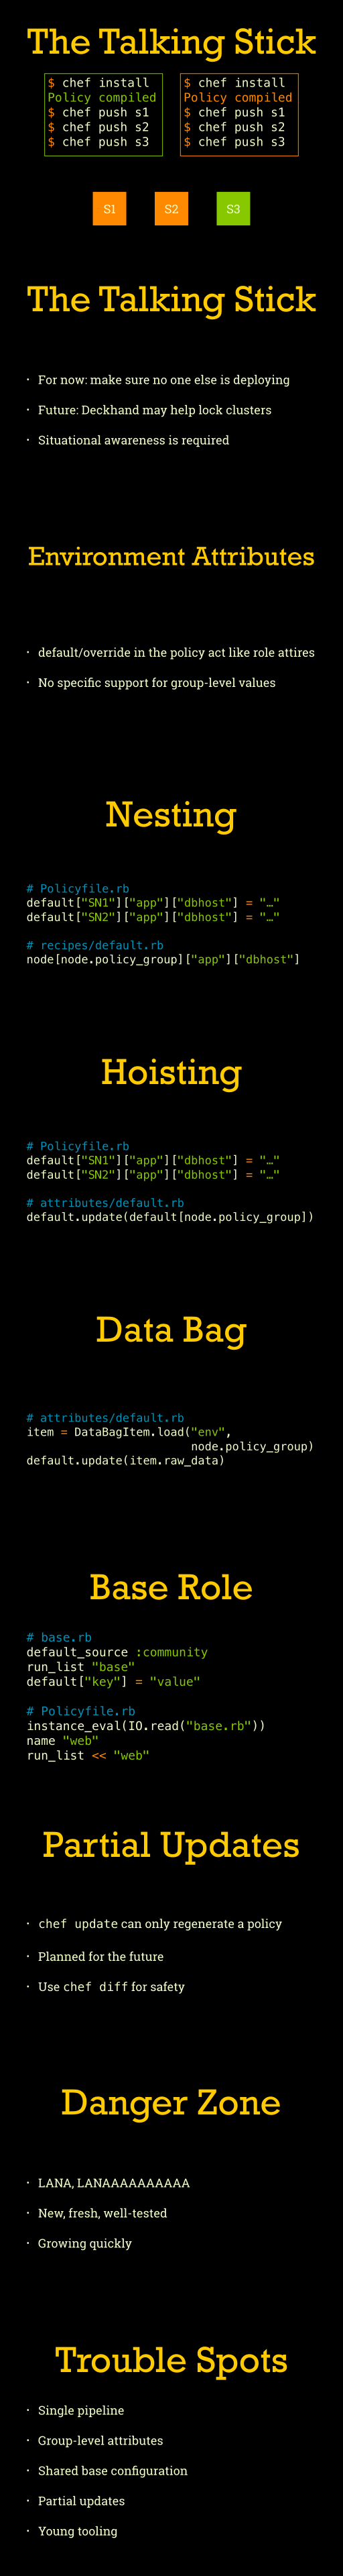 The Talking Stick
$ chef install
Policy compiled
$ chef push s1
$ chef push s2
$ chef push s3
$ chef install
Policy compiled
$ chef push s1
$ chef push s2
$ chef push s3
S1 S2 S3
The Talking Stick
• For now: make sure no one else is deploying
• Future: Deckhand may help lock clusters
• Situational awareness is required
Environment Attributes
• default/override in the policy act like role attires
• No specific support for group-level values
Nesting
# Policyfile.rb
default["SN1"]["app"]["dbhost"] = "…"
default["SN2"]["app"]["dbhost"] = "…"
# recipes/default.rb
node[node.policy_group]["app"]["dbhost"]
Hoisting
# Policyfile.rb
default["SN1"]["app"]["dbhost"] = "…"
default["SN2"]["app"]["dbhost"] = "…"
# attributes/default.rb
default.update(default[node.policy_group])
Data Bag
# attributes/default.rb
item = DataBagItem.load("env",
node.policy_group)
default.update(item.raw_data)
Base Role
# base.rb
default_source :community
run_list "base"
default["key"] = "value"
# Policyfile.rb
instance_eval(IO.read("base.rb"))
name "web"
run_list << "web"
Partial Updates
• chef update can only regenerate a policy
• Planned for the future
• Use chef diff for safety
Danger Zone
• LANA, LANAAAAAAAAAA
• New, fresh, well-tested
• Growing quickly
Trouble Spots
• Single pipeline
• Group-level attributes
• Shared base configuration
• Partial updates
• Young tooling